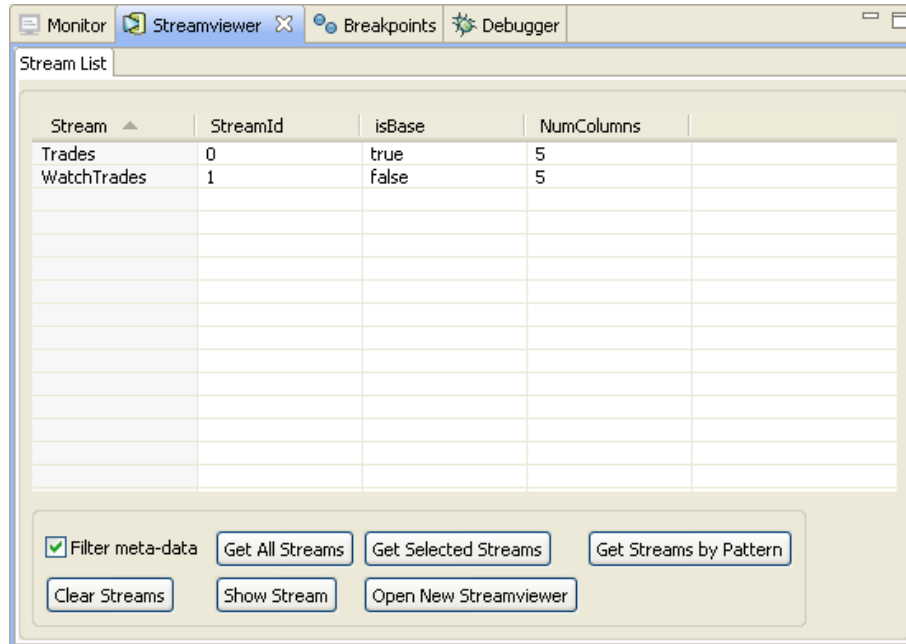 Monitor Streamviewer Breakpoints Debugger
Stream List
Stream StreamId isBase NumColumns
Trades 0 true 5
WatchTrades 1 false 5
Filter meta-data Get All Streams Get Selected Streams Get Streams by Pattern
Clear Streams Show Stream Open New Streamviewer